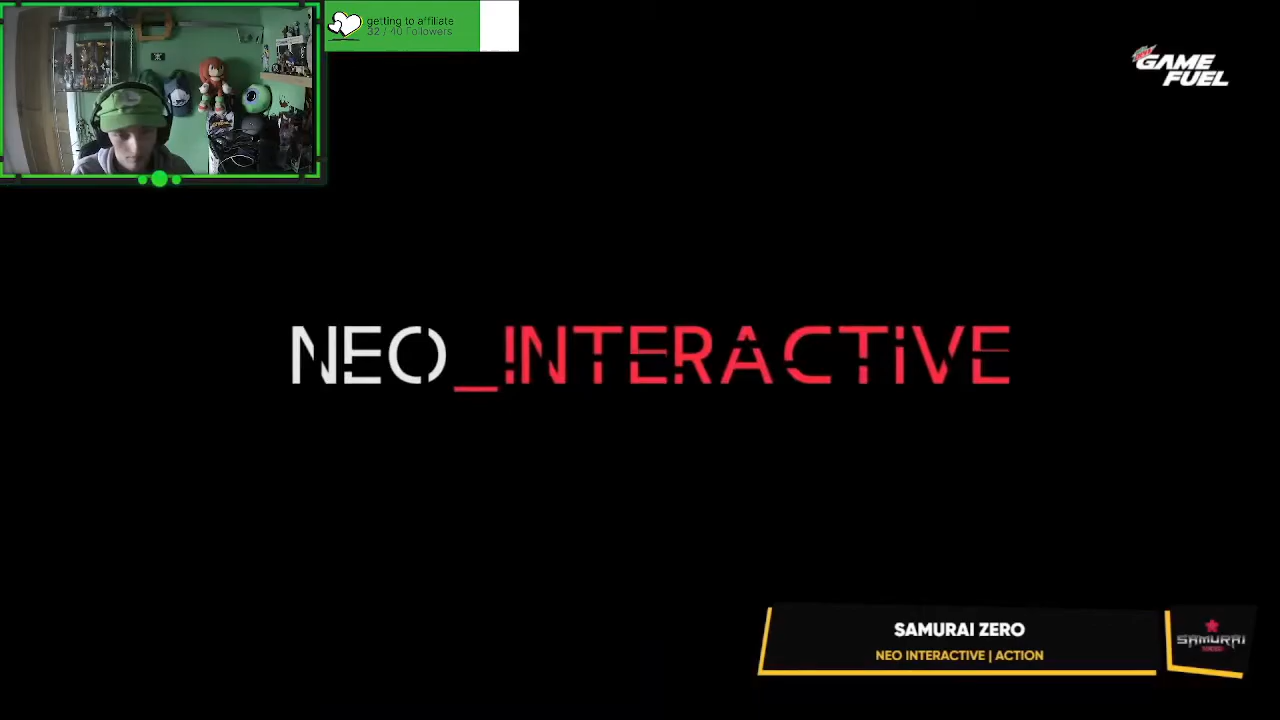 getting to affiliate
32 / 40 Followers
GAME
FUEL
NEO_INTERACTIVE
SAMURAI ZERO
NEO INTERACTIVE | ACTION
SAMURAI